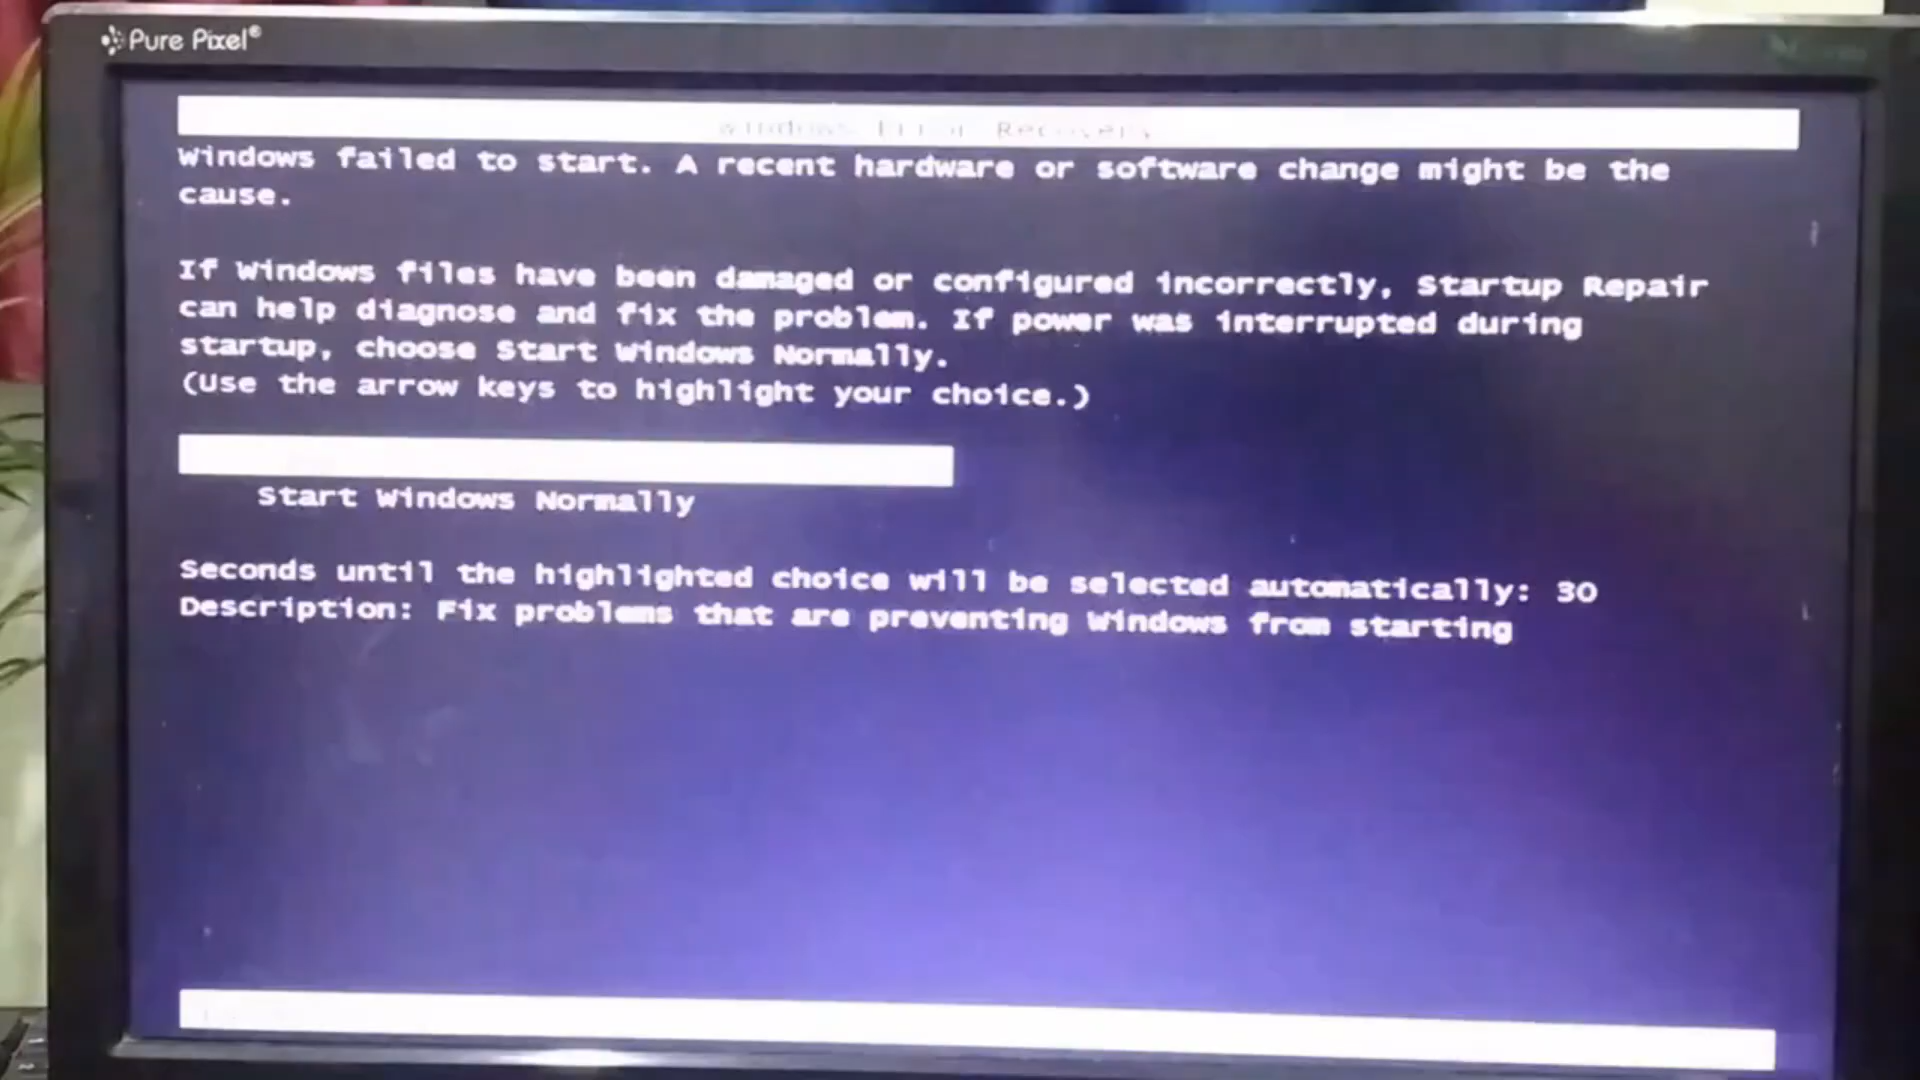 Pure Pixel®
Windows Error Recovery
Windows failed to start. A recent hardware or software change might be the
cause.
If Windows files have been damaged or configured incorrectly, Startup Repair
can help diagnose and fix the problem. If power was interrupted during
startup, choose Start Windows Normally.
(Use the arrow keys to highlight your choice.)
Start Windows Normally
Seconds until the highlighted choice will be selected automatically: 30
Description: Fix problems that are preventing Windows from starting